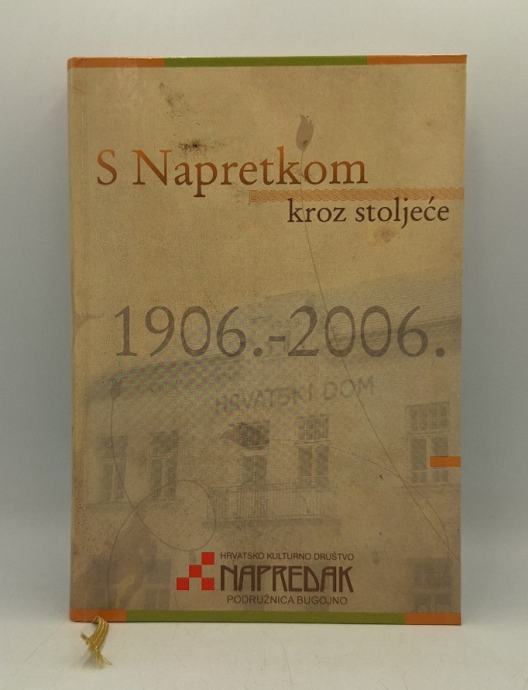 S Napretkom
kroz stoljeće
1906.-2006.
HRVATSKI DOM
HRVATSKO KULTURNO DRUŠTVO
NAPREDAK
PODRUŽNICA BUGOJNO